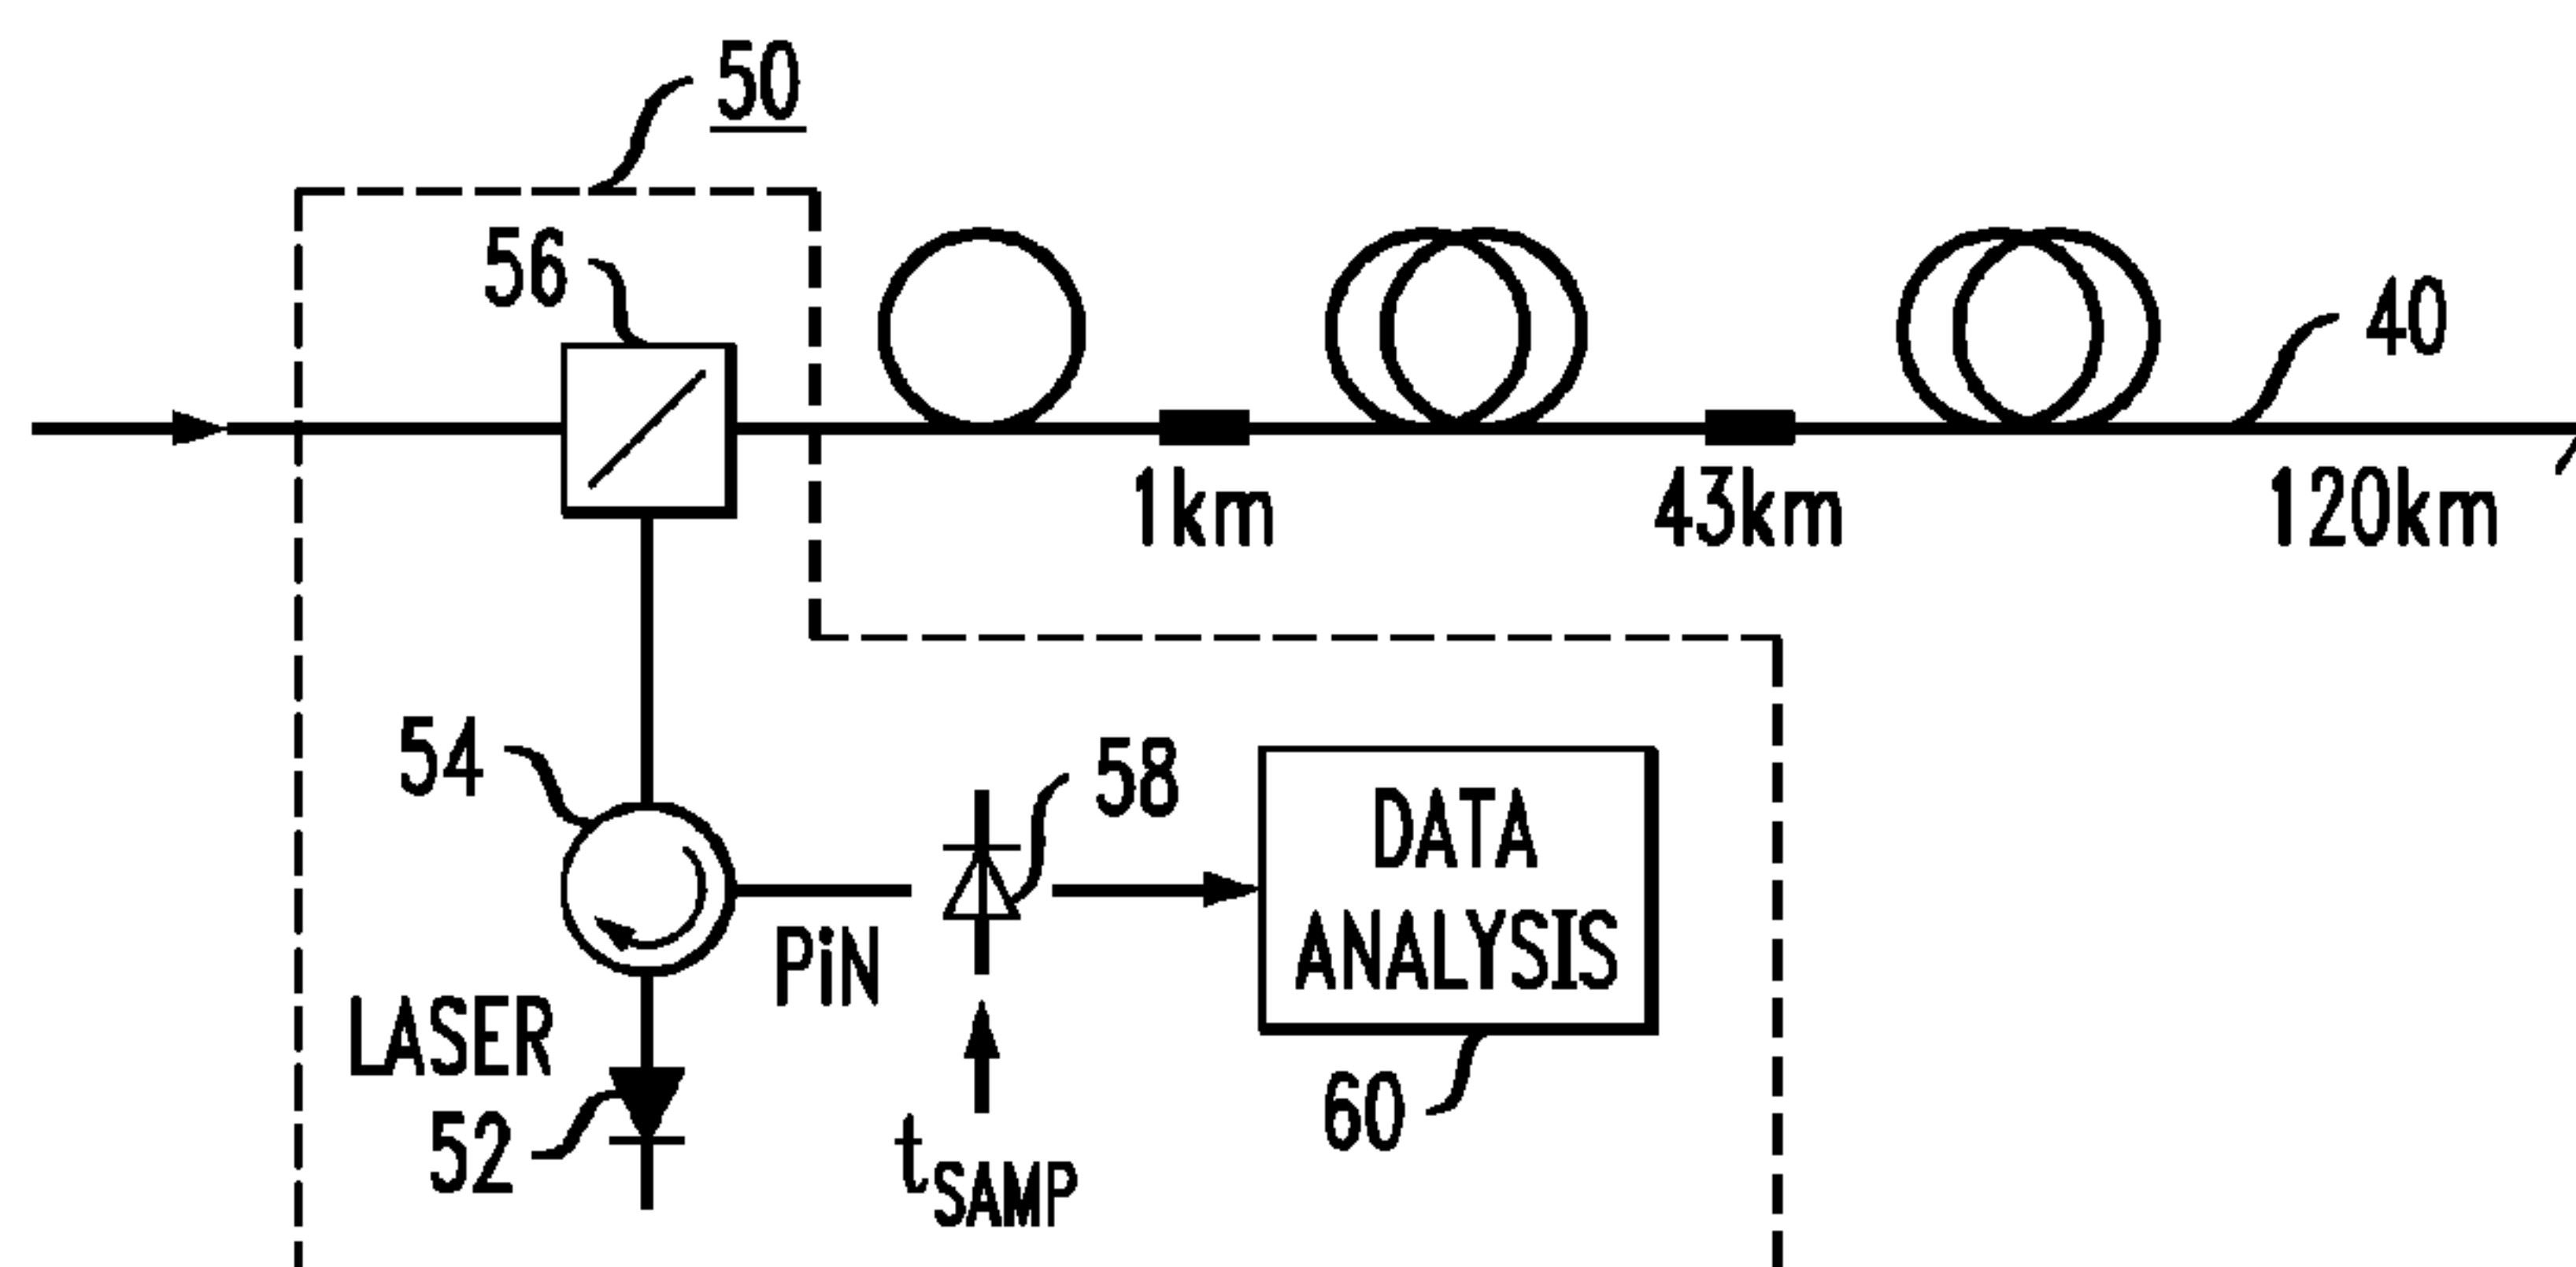 50
56
40
1km
43km
120km
54
58
DATA
ANALYSIS
PiN
LASER
52
60
tSAMP